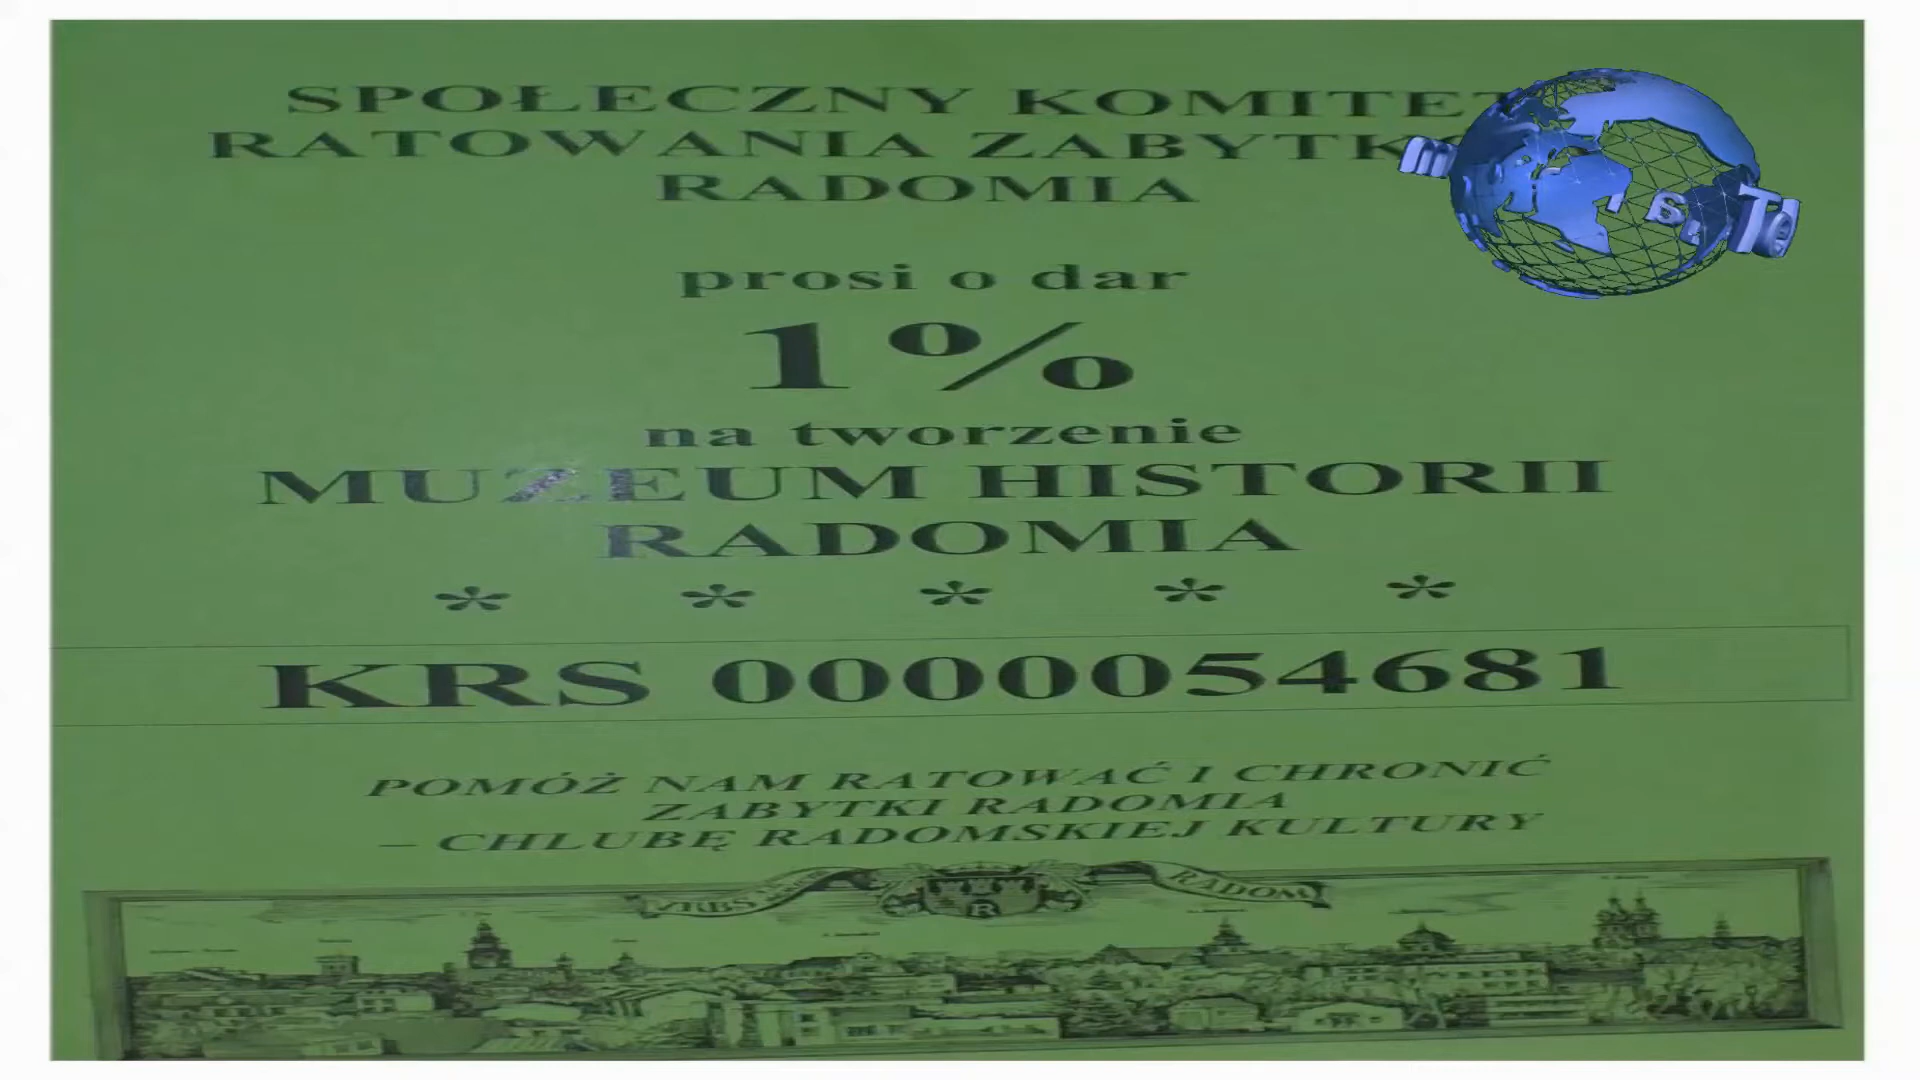 SPOŁECZNY KOMITET
RATOWANIA
RADOMIA
prosi o dar
1%
na tworzenie
MUZEUM HISTORII
RADOMIA
* * * * *
KRS 0000054681
POMÓŻ NAM RATOWAĆ I CHRONIĆ
ZABYTKI RADOMIA
– CHLUBĘ RADOMSKIEJ KULTURY
RADOM
R